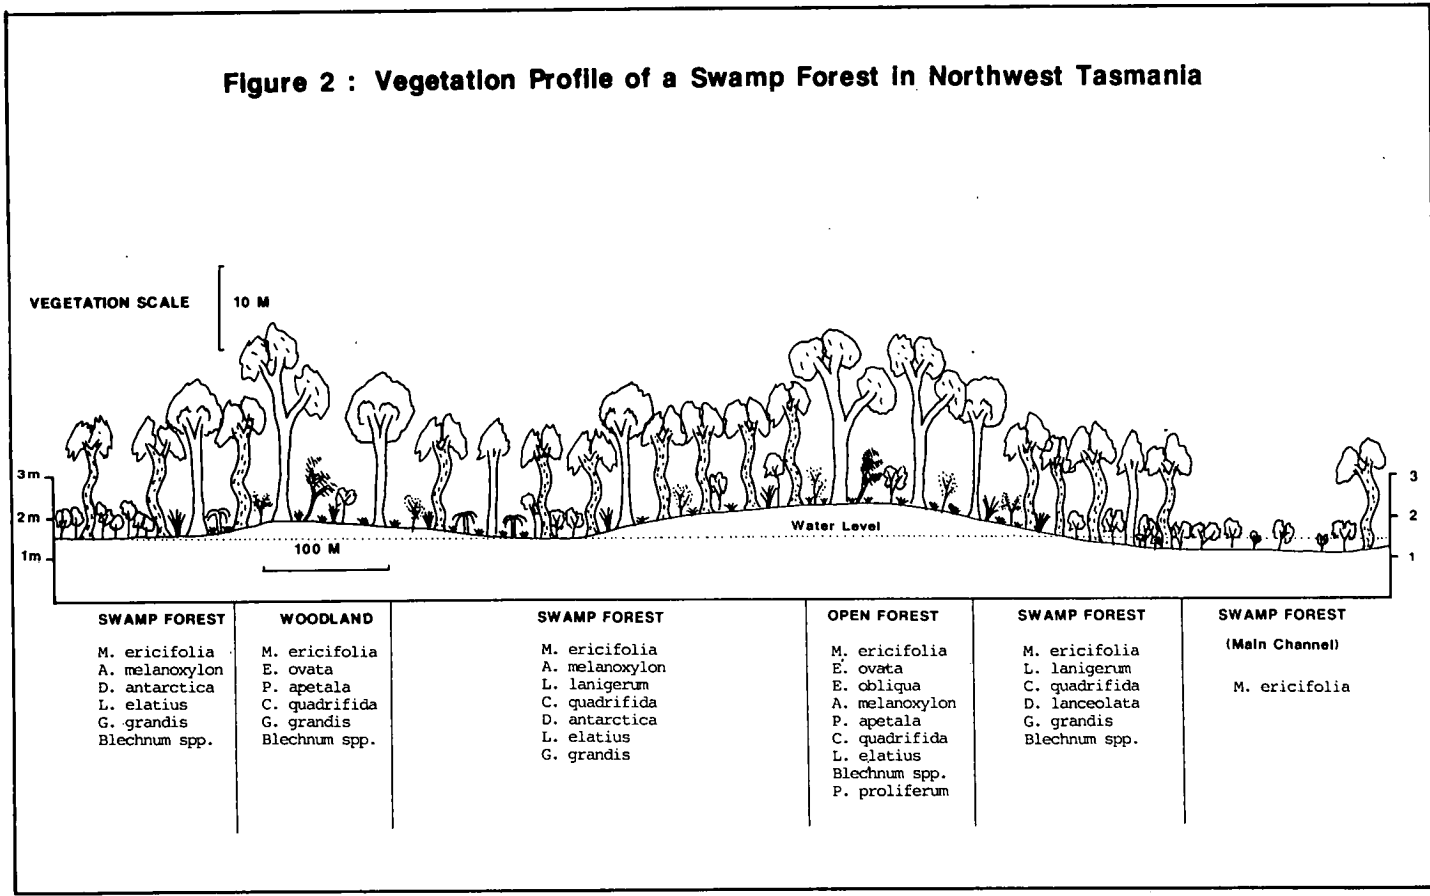 Figure 2 : Vegetation Profile of a Swamp Forest in Northwest Tasmania
VEGETATION SCALE
10 M
3m
2m
1m
3
2
1
Water Level
100 M
SWAMP FOREST
M. ericifolia
A. melanoxylon
D. antarctica
L. elatius
G. grandis
Blechnum spp.
WOODLAND
M. ericifolia
E. ovata
P. apetala
C. quadrifida
G. grandis
Blechnum spp.
SWAMP FOREST
M. ericifolia
A. melanoxylon
L. lanigerum
C. quadrifida
D. antarctica
L. elatius
G. grandis
OPEN FOREST
M. ericifolia
E. ovata
E. obliqua
A. melanoxylon
P. apetala
C. quadrifida
L. elatius
Blechnum spp.
P. proliferum
SWAMP FOREST
M. ericifolia
L. lanigerum
C. quadrifida
D. lanceolata
G. grandis
Blechnum spp.
SWAMP FOREST
(Main Channel)
M. ericifolia